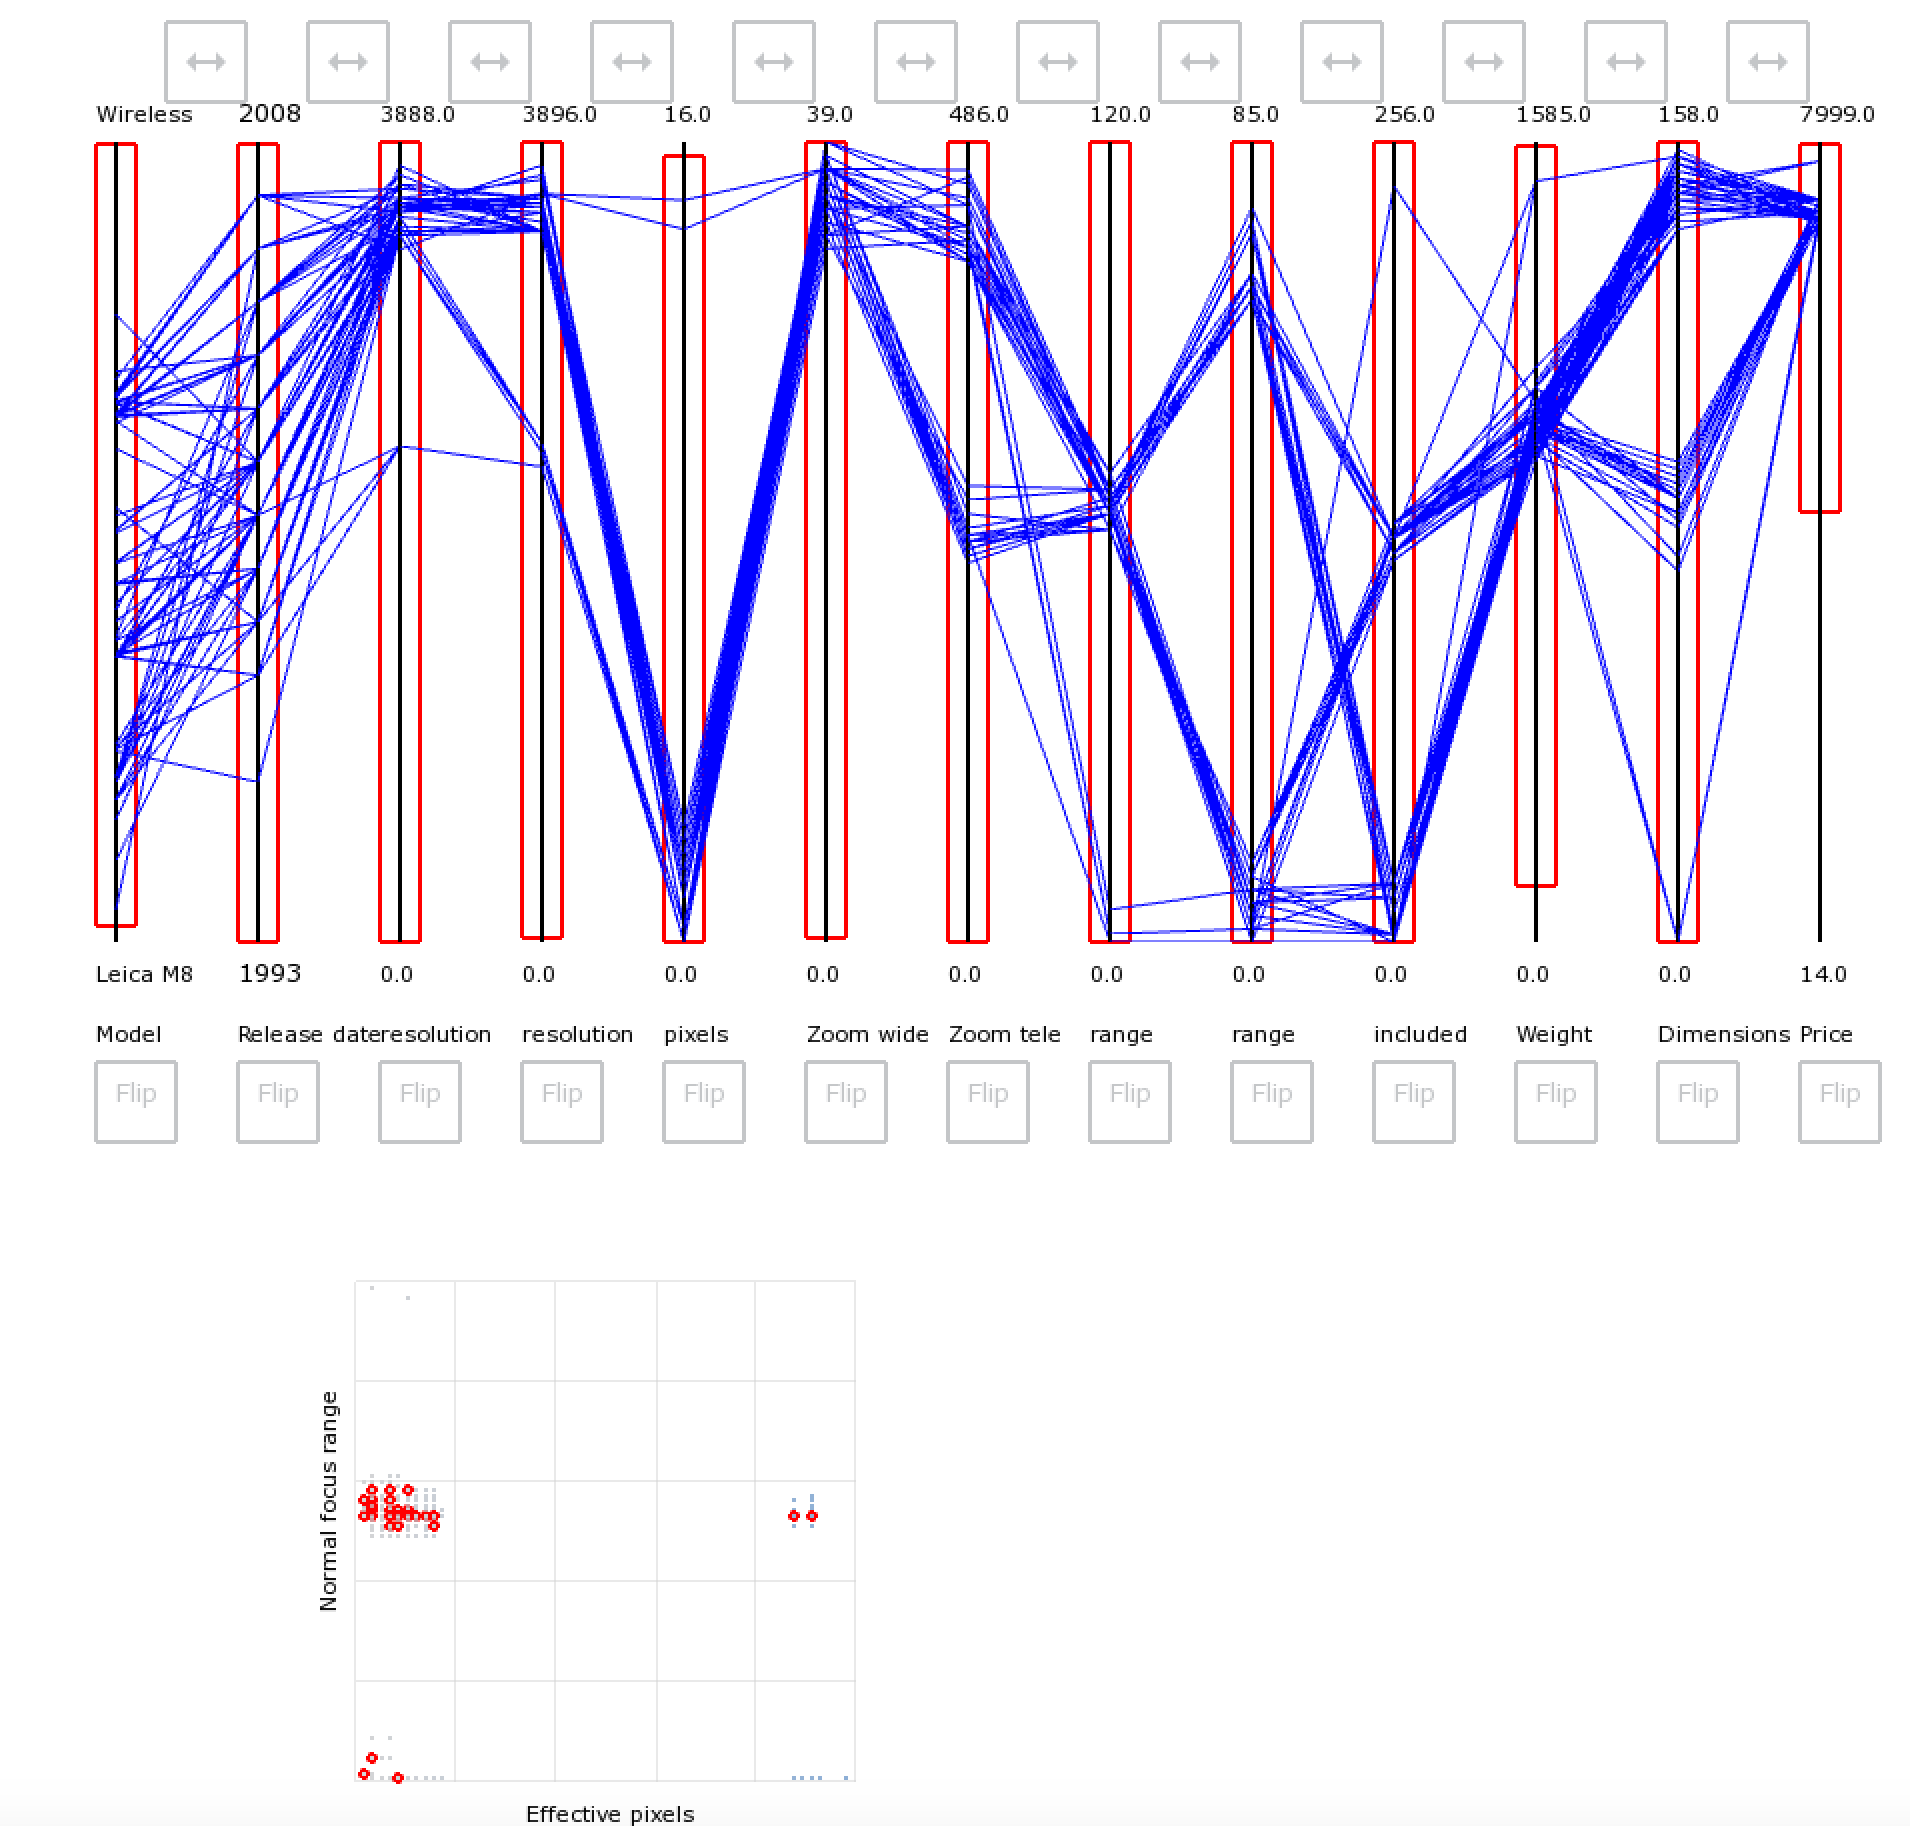 Wireless 2008 3888.0 3896.0 16.0 39.0 486.0 120.0 85.0 256.0 1585.0 158.0 7999.0
Leica M8 1993 0.0 0.0 0.0 0.0 0.0 0.0 0.0 0.0 0.0 0.0 14.0
Model Release date resolution resolution pixels Zoom wide Zoom tele range range included Weight Dimensions Price
Flip Flip Flip Flip Flip Flip Flip Flip Flip Flip Flip Flip Flip
Normal focus range
Effective pixels